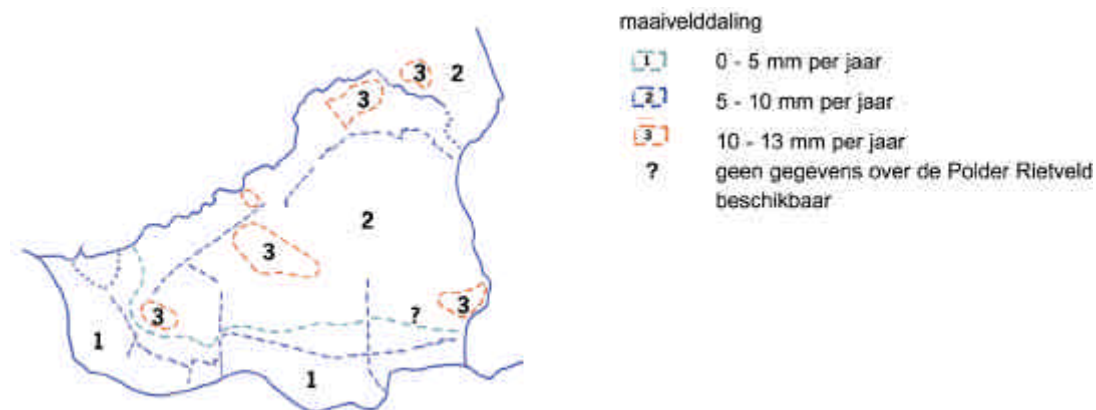 maaivelddaling
1 0 - 5 mm per jaar
2 5 - 10 mm per jaar
3 10 - 13 mm per jaar
? geen gegevens over de Polder Rietveld
beschikbaar
3 2
3
2
3
3
3
?
1
1